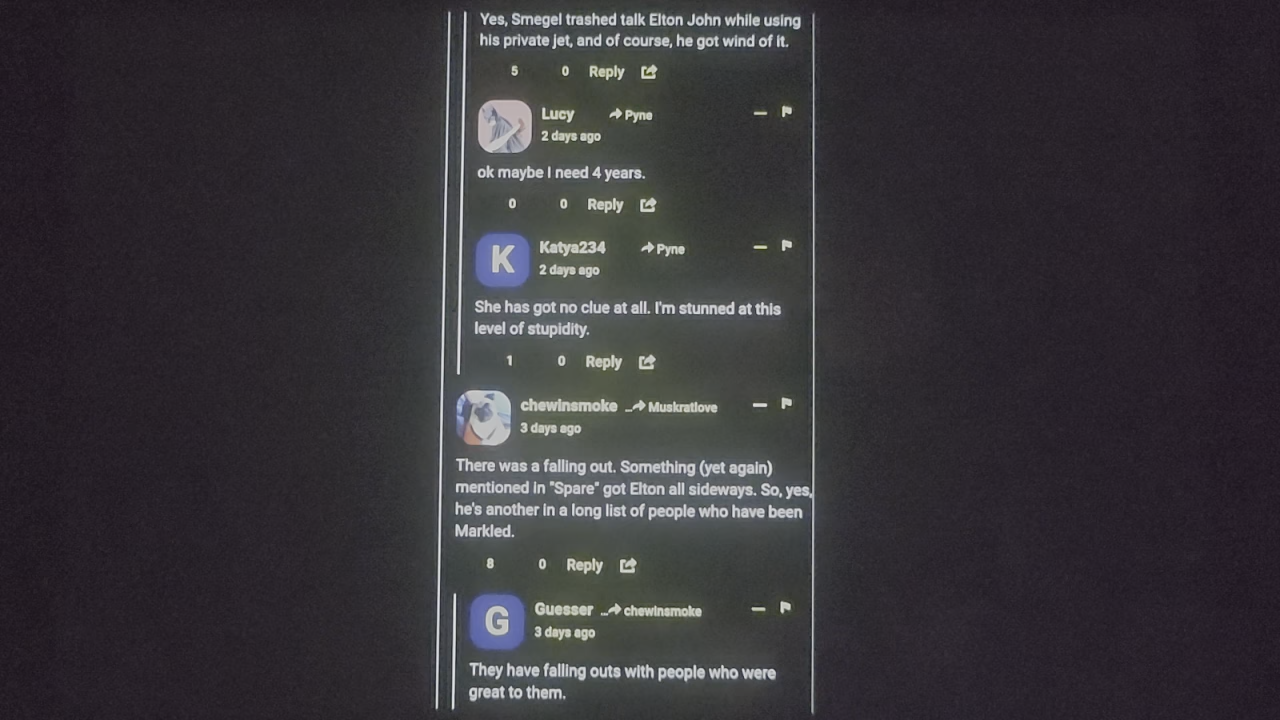 Yes, Smegel trashed talk Elton John while using
his private jet, and of course, he got wind of it.
5 0 Reply
Lucy Pyne
2 days ago
ok maybe I need 4 years.
0 0 Reply
K Katya234 Pyne
2 days ago
She has got no clue at all. I'm stunned at this
level of stupidity.
1 0 Reply
chewinsmoke _ Muskratlove
3 days ago
There was a falling out. Something (yet again)
mentioned in "Spare" got Elton all sideways. So, yes,
he's another in a long list of people who have been
Markled.
8 0 Reply
G Guesser _ chewinsmoke
3 days ago
They have falling outs with people who were
great to them.